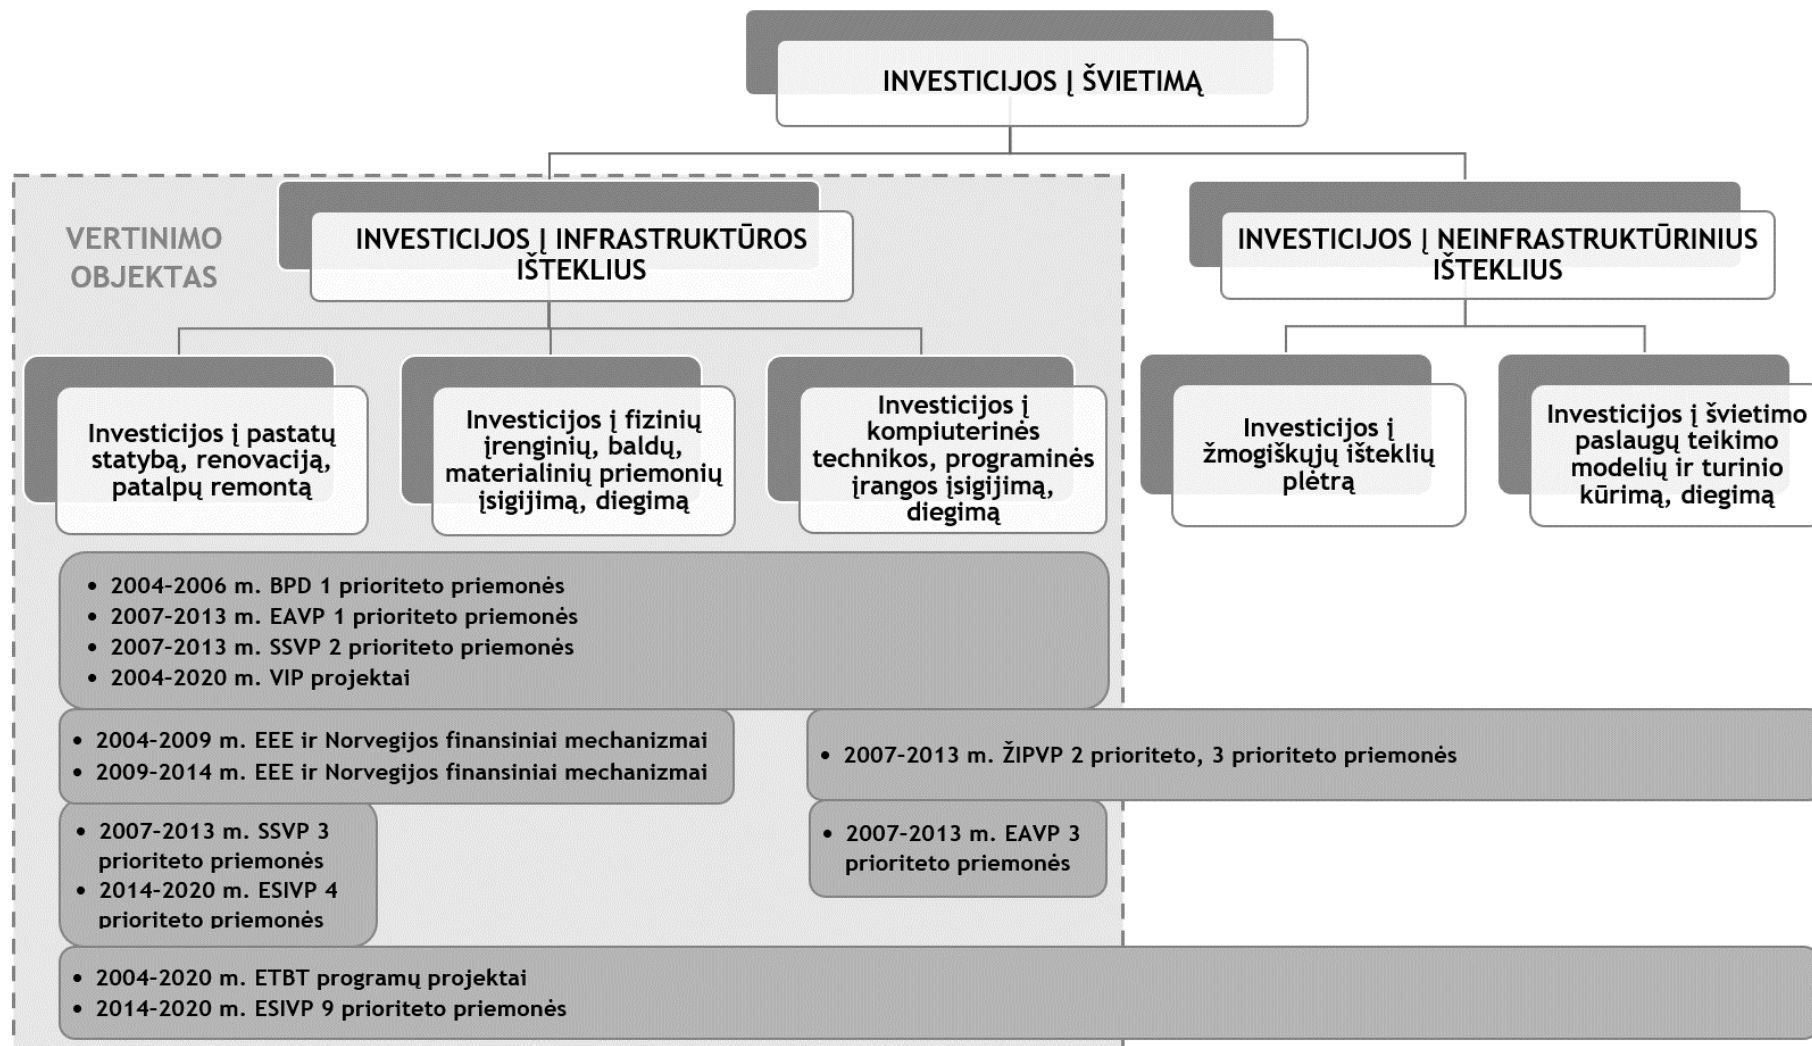 INVESTICIJOS Į ŠVIETIMĄ
VERTINIMO
OBJEKTAS
INVESTICIJOS Į INFRASTRUKTŪROS
IŠTEKLIUS
INVESTICIJOS Į NEINFRASTRUKTŪRINIUS
IŠTEKLIUS
Investicijos į pastatų
statybą, renovaciją,
patalpų remontą
Investicijos į fizinių
įrenginių, baldų,
materialinių priemonių
įsigijimą, diegimą
Investicijos į
kompiuterinės
technikos, programinės
įrangos įsigijimą,
diegimą
Investicijos į
žmogiškųjų išteklių
plėtrą
Investicijos į švietimo
paslaugų teikimo
modelių ir turinio
kūrimą, diegimą
• 2004-2006 m. BPD 1 prioriteto priemonės
• 2007-2013 m. EAVP 1 prioriteto priemonės
• 2007-2013 m. SSVP 2 prioriteto priemonės
• 2004-2020 m. VIP projektai
• 2004-2009 m. EEE ir Norvegijos finansiniai mechanizmai
• 2009-2014 m. EEE ir Norvegijos finansiniai mechanizmai
• 2007-2013 m. ŽIPVP 2 prioriteto, 3 prioriteto priemonės
• 2007-2013 m. SSVP 3
prioriteto priemonės
• 2014-2020 m. ESIVP 4
prioriteto priemonės
• 2007-2013 m. EAVP 3
prioriteto priemonės
• 2004-2020 m. ETBT programų projektai
• 2014-2020 m. ESIVP 9 prioriteto priemonės